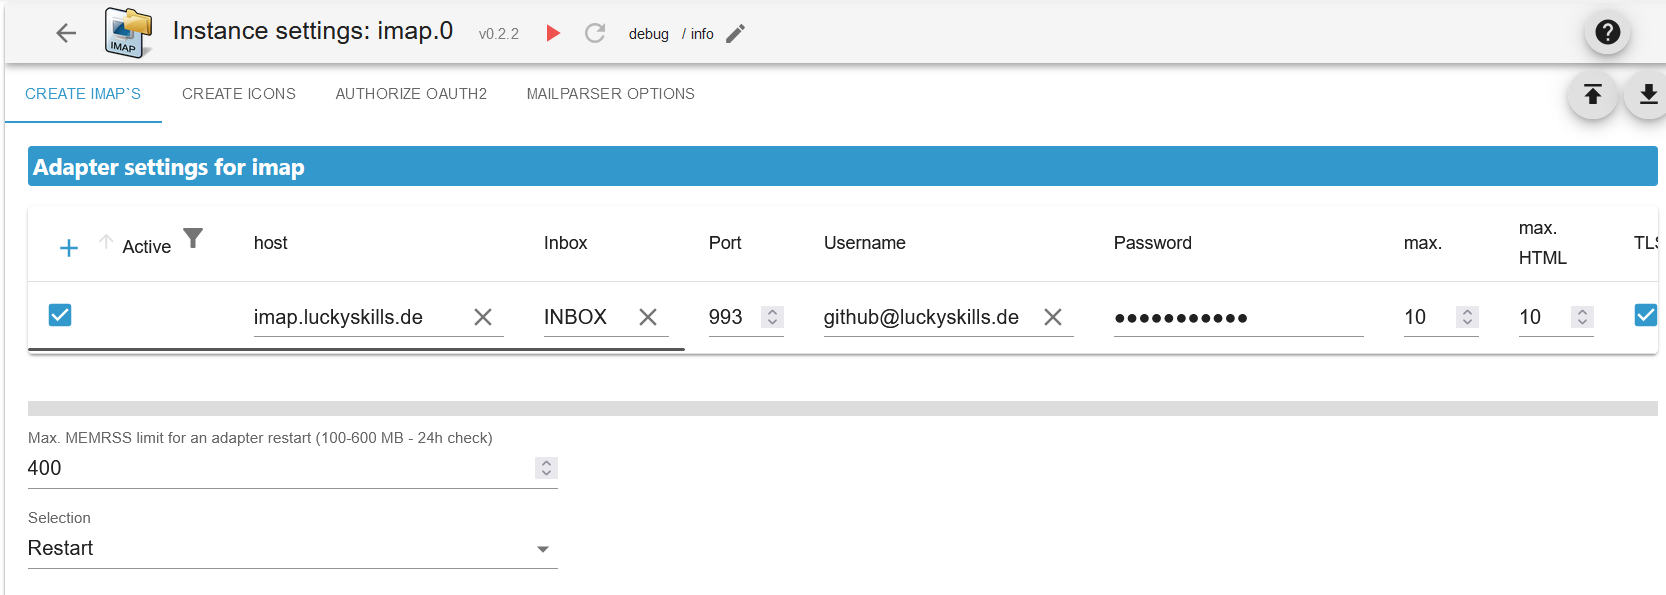 IMAP
Instance settings: imap.0 v0.2.2 debug / info
CREATE IMAP`S CREATE ICONS AUTHORIZE OAUTH2 MAILPARSER OPTIONS
Adapter settings for imap
Active host Inbox Port Username Password max. max. HTML TLS
imap.luckyskills.de INBOX 993 github@luckyskills.de ●●●●●●●●●●● 10 10
Max. MEMRSS limit for an adapter restart (100-600 MB - 24h check)
400
Selection
Restart